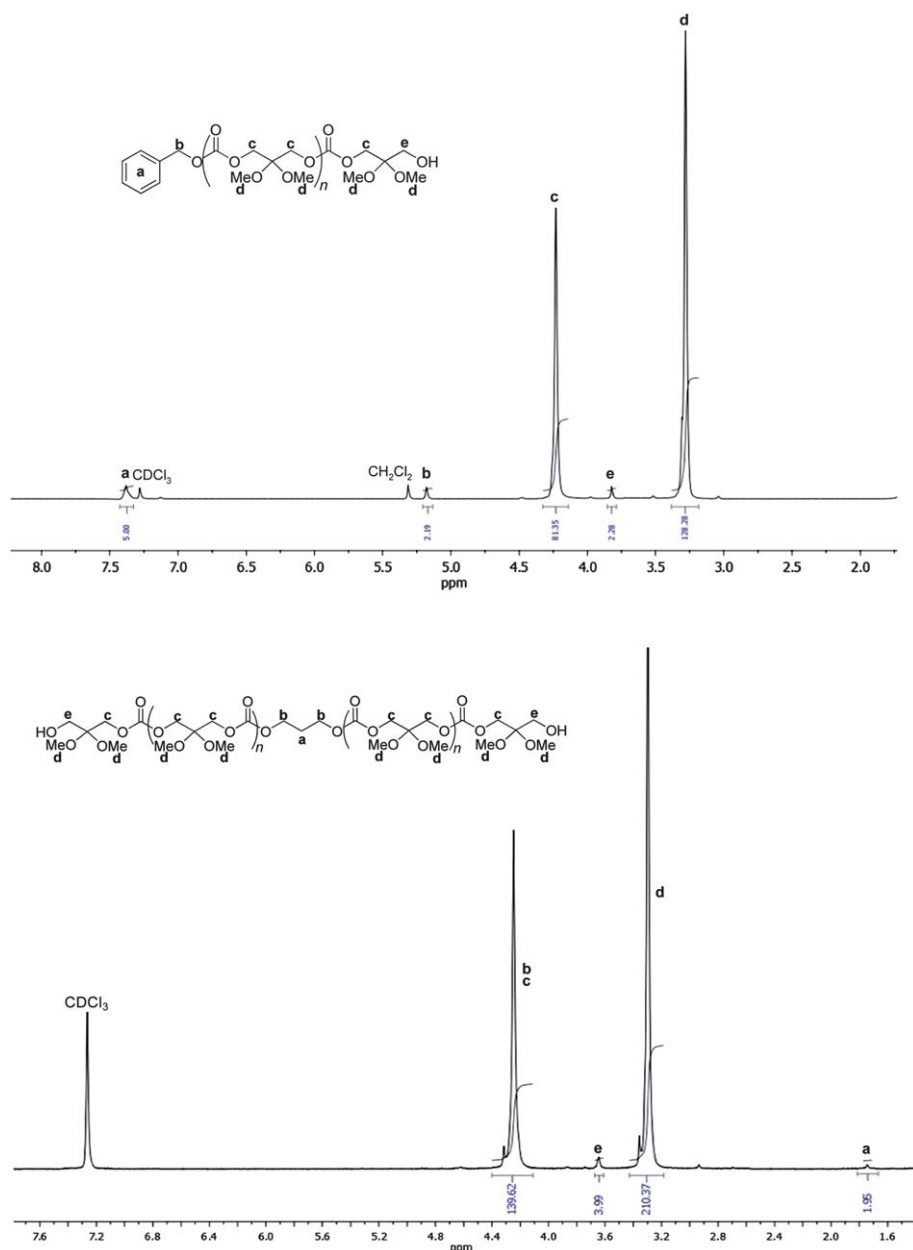 d
b
O
c
c
O
c
e
a
O
O
O
O
OH
MeO
OMe
n
MeO
OMe
d
d
d
d
c
d
a
CDCl3
CH2Cl2
b
e
5.00
2.19
81.35
2.28
128.28
8.0 7.5 7.0 6.5 6.0 5.5 5.0 4.5 4.0 3.5 3.0 2.5 2.0
ppm
e
c
O
c
c
O
b
b
O
c
c
O
c
e
HO
O
O
O
O
O
O
O
O
OH
MeO
OMe
MeO
OMe
n
a
MeO
OMe
n
MeO
OMe
d
d
d
d
d
d
d
d
d
b
c
CDCl3
e
a
139.62
3.99
210.37
1.95
7.6 7.2 6.8 6.4 6.0 5.6 5.2 4.8 4.4 4.0 3.6 3.2 2.8 2.4 2.0 1.6
ppm